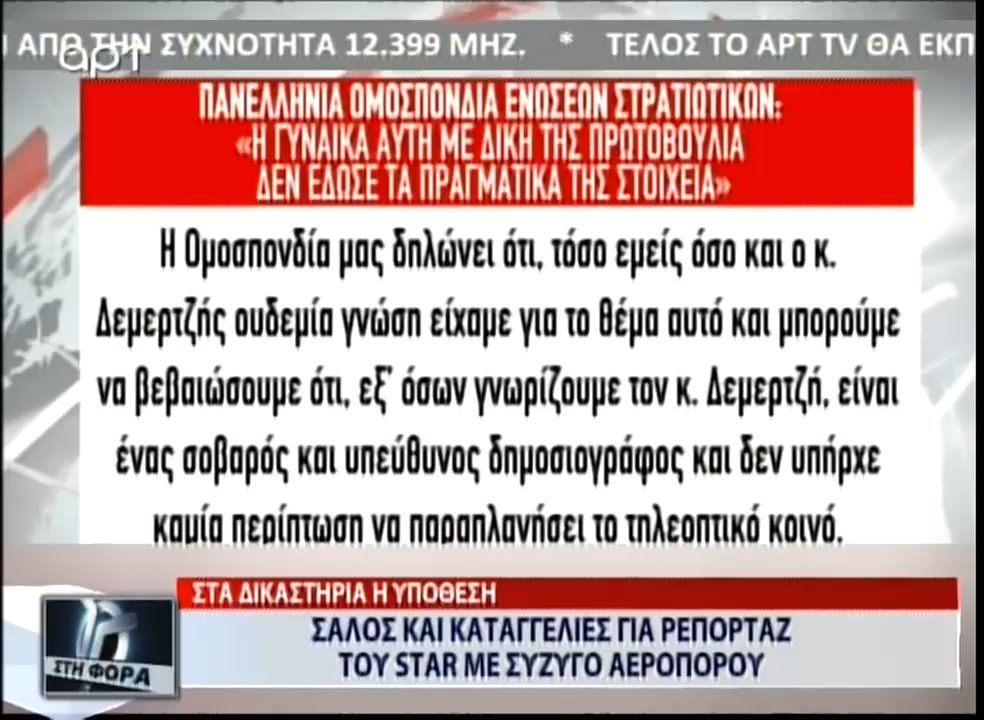 ΑΠΟ ΤΗΝ ΣΥΧΝΟΤΗΤΑ 12.399 MHZ. * ΤΕΛΟΣ ΤΟ ΑΡΤ TV ΘΑ ΕΚΠ
αρτ
ΠΑΝΕΛΛΗΝΙΑ ΟΜΟΣΠΟΝΔΙΑ ΕΝΩΣΕΩΝ ΣΤΡΑΤΙΩΤΙΚΩΝ:
«Η ΓΥΝΑΙΚΑ ΑΥΤΗ ΜΕ ΔΙΚΗ ΤΗΣ ΠΡΩΤΟΒΟΥΛΙΑ
ΔΕΝ ΕΔΩΣΕ ΤΑ ΠΡΑΓΜΑΤΙΚΑ ΤΗΣ ΣΤΟΙΧΕΙΑ»
Η Ομοσπονδία μας δηλώνει ότι, τόσο εμείς όσο και ο κ.
Δεμερτζής ουδεμία γνώση είχαμε για το θέμα αυτό και μπορούμε
να βεβαιώσουμε ότι, εξ' όσων γνωρίζουμε τον κ. Δεμερτζή, είναι
ένας σοβαρός και υπεύθυνος δημοσιογράφος και δεν υπήρχε
καμία περίπτωση να παραπλανήσει το τηλεοπτικό κοινό.
ΣΤΑ ΔΙΚΑΣΤΗΡΙΑ Η ΥΠΟΘΕΣΗ
ΣΑΛΟΣ ΚΑΙ ΚΑΤΑΓΓΕΛΙΕΣ ΓΙΑ ΡΕΠΟΡΤΑΖ
ΤΟΥ STAR ΜΕ ΣΥΖΥΓΟ ΑΕΡΟΠΟΡΟΥ
ΣΤΗ ΦΟΡΑ